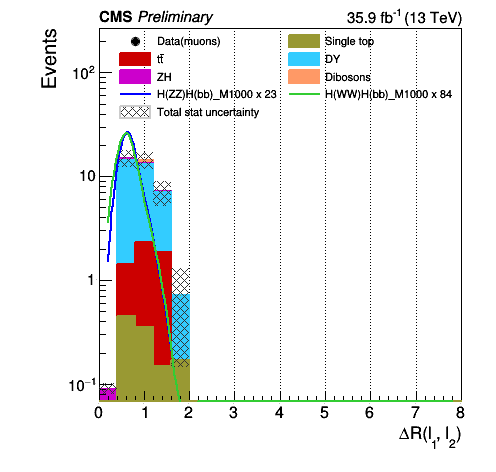 CMS Preliminary 35.9 fb⁻¹ (13 TeV)
Events
Data(muons) Single top
tt̄ DY
ZH Dibosons
H(ZZ)H(bb)_M1000 x 23 H(WW)H(bb)_M1000 x 84
Total stat uncertainty
10²
10
1
10⁻¹
0 1 2 3 4 5 6 7 8
ΔR(l₁, l₂)